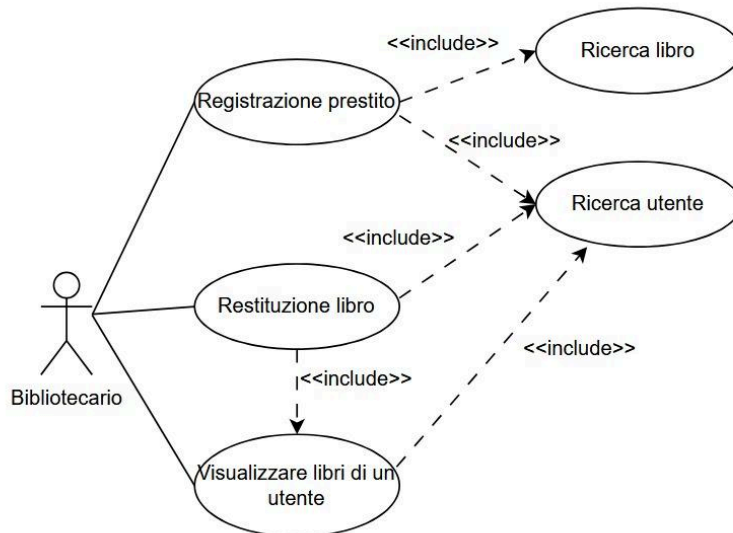 <<include>>
Ricerca libro
Registrazione prestito
<<include>>
Ricerca utente
<<include>>
Restituzione libro
<<include>>
<<include>>
Bibliotecario
Visualizzare libri di un
utente